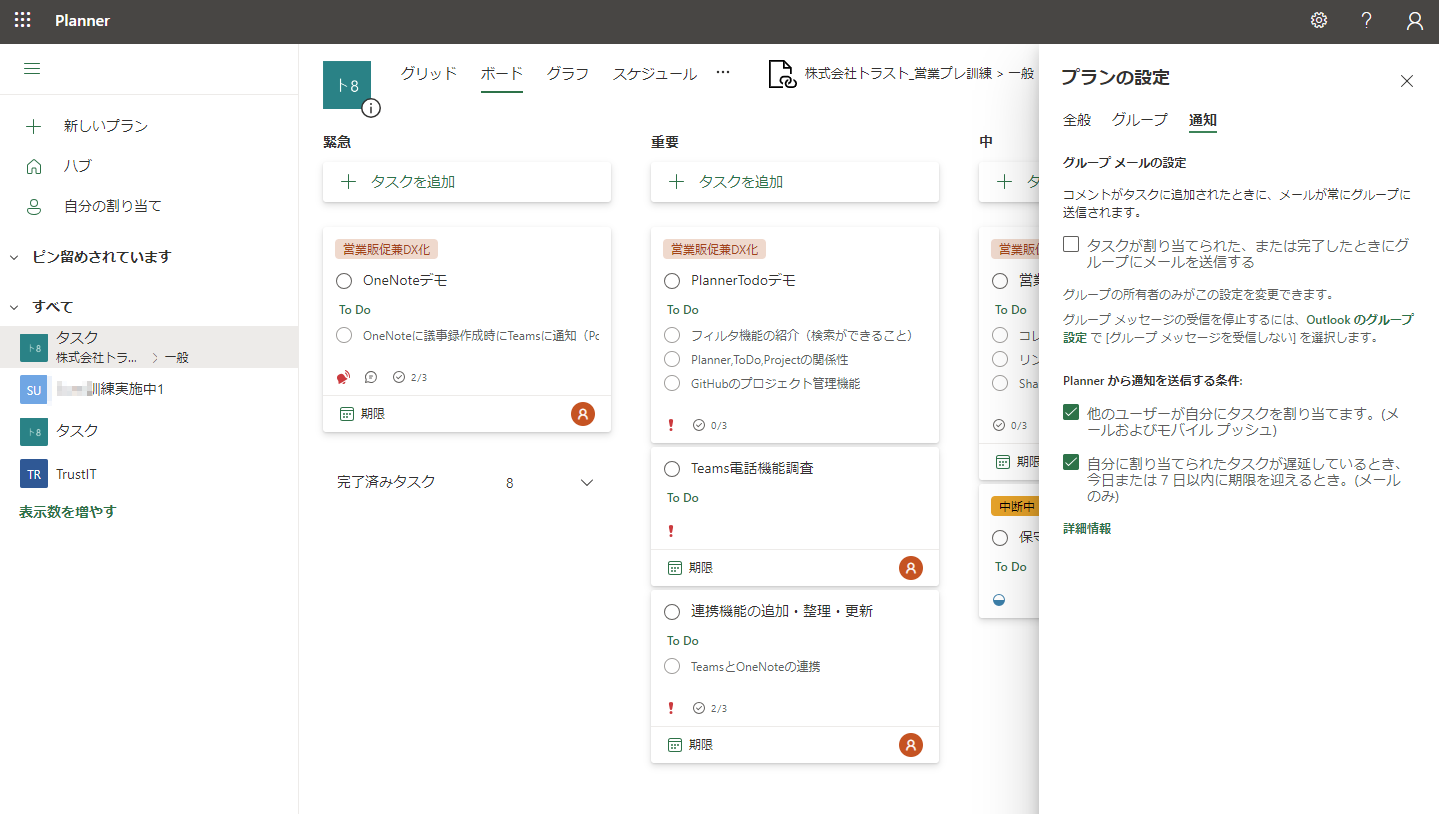 Planner
新しいプラン
ハブ
自分の割り当て
ピン留めされています
すべて
ト8
タスク
株式会社トラ... > 一般
SU
訓練実施中1
ト8
タスク
TR
TrustIT
表示数を増やす
ト8
グリッド
ボード
グラフ
スケジュール
...
株式会社トラスト_営業プレ訓練 > 一般
緊急
タスクを追加
営業販促兼DX化
OneNoteデモ
To Do
OneNoteに議事録作成時にTeamsに通知（Pc
2/3
期限
完了済みタスク
8
重要
タスクを追加
営業販促兼DX化
PlannerTodoデモ
To Do
フィルタ機能の紹介（検索ができること）
Planner,ToDo,Projectの関係性
GitHubのプロジェクト管理機能
0/3
Teams電話機能調査
To Do
期限
連携機能の追加・整理・更新
To Do
TeamsとOneNoteの連携
2/3
期限
中
タ
営業販
営業
To Do
コレ
リン
Sha
0/3
期限
中断中
保守
To Do
プランの設定
全般
グループ
通知
グループ メールの設定
コメントがタスクに追加されたときに、メールが常にグループに
送信されます。
タスクが割り当てられた、または完了したときにグ
ループにメールを送信する
グループの所有者のみがこの設定を変更できます。
グループ メッセージの受信を停止するには、Outlook のグループ
設定 で [グループ メッセージを受信しない] を選択します。
Planner から通知を送信する条件:
他のユーザーが自分にタスクを割り当てます。(メ
ールおよびモバイル プッシュ)
自分に割り当てられたタスクが遅延しているとき、
今日または 7 日以内に期限を迎えるとき。(メール
のみ)
詳細情報